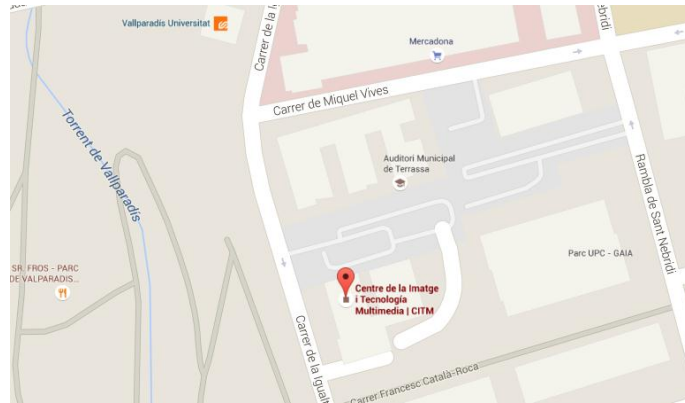 Vallparadis Universitat
Carrer de la I
Mercadona
Nebridi
Carrer de Miquel Vives
Torrent de Vallparadis
Auditori Municipal
de Terrassa
Rambla de Sant Nebridi
Parc UPC - GAIA
SR. FROS - PARC
DE VALPARADIS...
Centre de la Imatge
i Tecnología
Multimedia | CITM
Carrer de la Igualt
Carrer Francesc Català-Roca